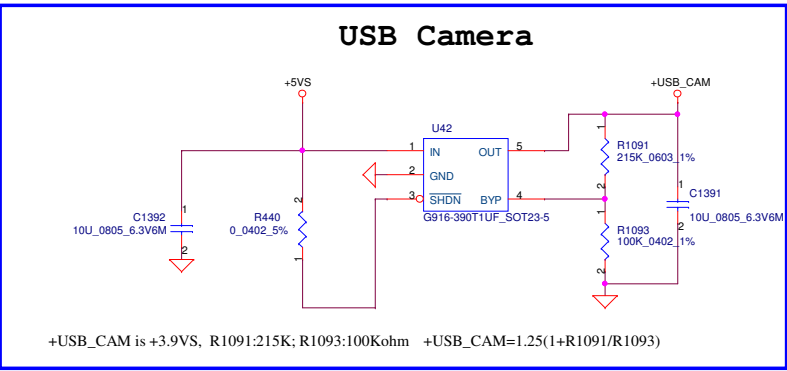 USB Camera
+5VS
+USB_CAM
U42
1 IN OUT 5
2 GND
3 SHDN BYP 4
G916-390T1UF_SOT23-5
1
R1091
215K_0603_1%
2
1
C1392
10U_0805_6.3V6M
2
2
R440
0_0402_5%
1
1
R1093
100K_0402_1%
2
1
C1391
10U_0805_6.3V6M
2
+USB_CAM is +3.9VS, R1091:215K; R1093:100Kohm +USB_CAM=1.25(1+R1091/R1093)